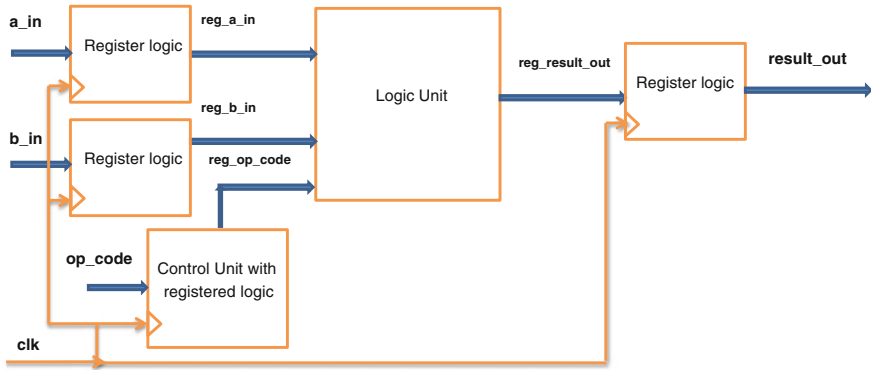 a_in
Register logic
reg_a_in
Logic Unit
reg_result_out
Register logic
result_out
b_in
Register logic
reg_b_in
reg_op_code
op_code
Control Unit with
registered logic
clk